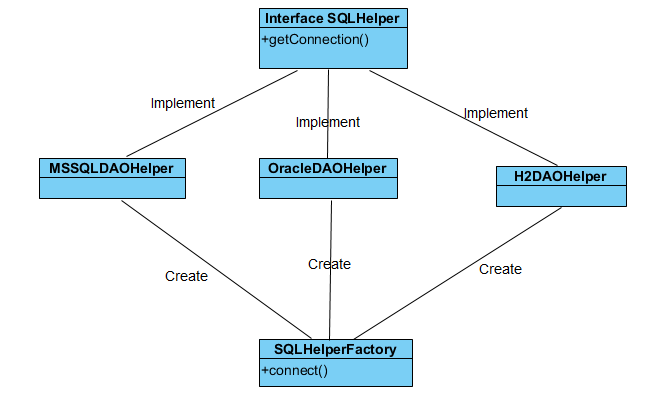 Interface SQLHelper
+getConnection()
Implement
Implement
Implement
MSSQLDAOHelper
OracleDAOHelper
H2DAOHelper
Create
Create
Create
SQLHelperFactory
+connect()